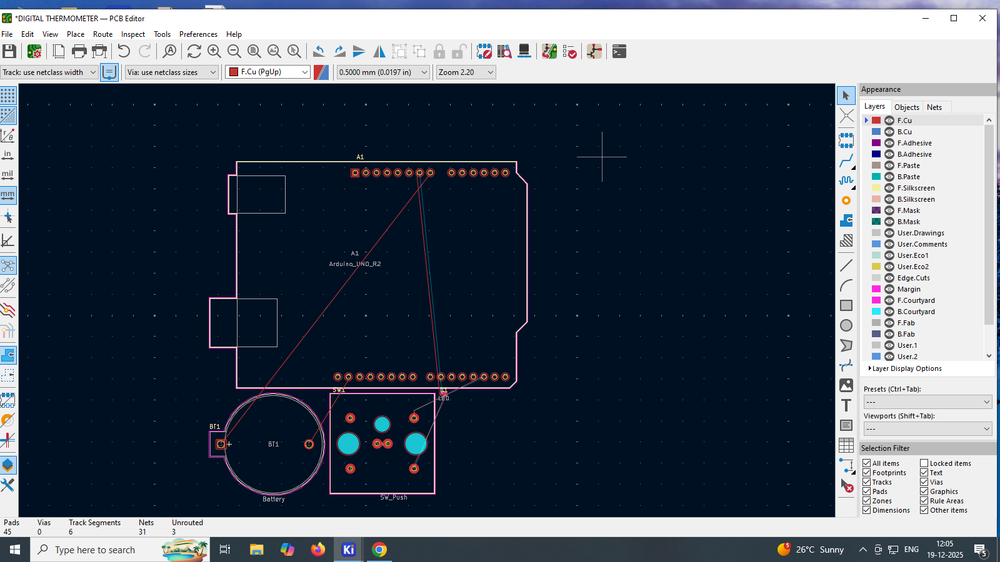 *DIGITAL THERMOMETER — PCB Editor
File Edit View Place Route Inspect Tools Preferences Help
Track: use netclass width Via: use netclass sizes F.Cu (PgUp) 0.5000 mm (0.0197 in) Zoom 2.20
Appearance
Layers Objects Nets
F.Cu
B.Cu
F.Adhesive
B.Adhesive
F.Paste
B.Paste
F.Silkscreen
B.Silkscreen
F.Mask
B.Mask
User.Drawings
User.Comments
User.Eco1
User.Eco2
Edge.Cuts
Margin
F.Courtyard
B.Courtyard
F.Fab
B.Fab
User.1
User.2
Layer Display Options
Presets (Ctrl+Tab):
---
Viewports (Shift+Tab):
---
Selection Filter
All items Locked items
Footprints Text
Tracks Vias
Pads Graphics
Zones Rule Areas
Dimensions Other items
in
mil
mm
A1
A1
Arduino_UNO_R2
SW1
LED
BT1
+
BT1
Battery
SW_Push
Pads Vias Track Segments Nets Unrouted
45 0 6 31 3
Type here to search
Ki
5
26°C Sunny
ENG
12:05
19-12-2025
5